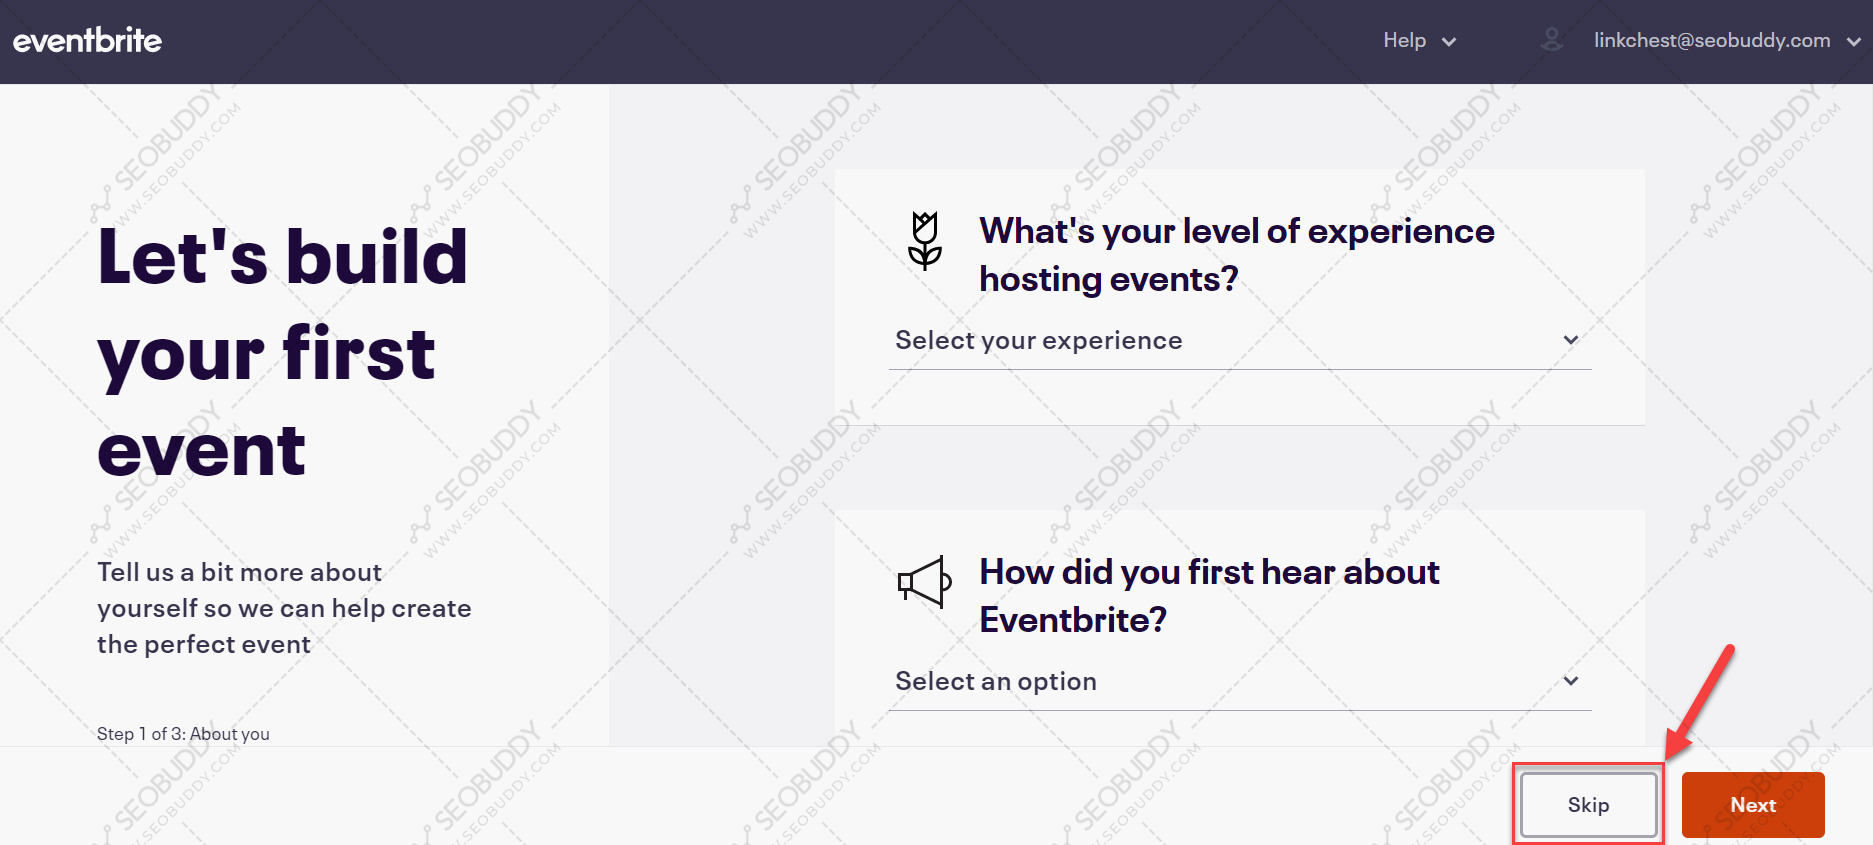 eventbrite
Help
linkchest@seobuddy.com
Let's build
your first
event
Tell us a bit more about
yourself so we can help create
the perfect event
Step 1 of 3: About you
What's your level of experience
hosting events?
Select your experience
How did you first hear about
Eventbrite?
Select an option
Skip
Next
SEOBUDDY
WWW.SEOBUDDY.COM